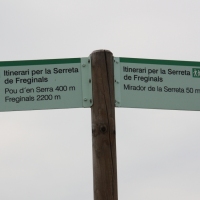 Itinerari per la Serreta
de Freginals
Pou d'en Serra 400 m
Freginals 2200 m
Itinerari per la Serreta
de Freginals
Mirador de la Serreta 50 m